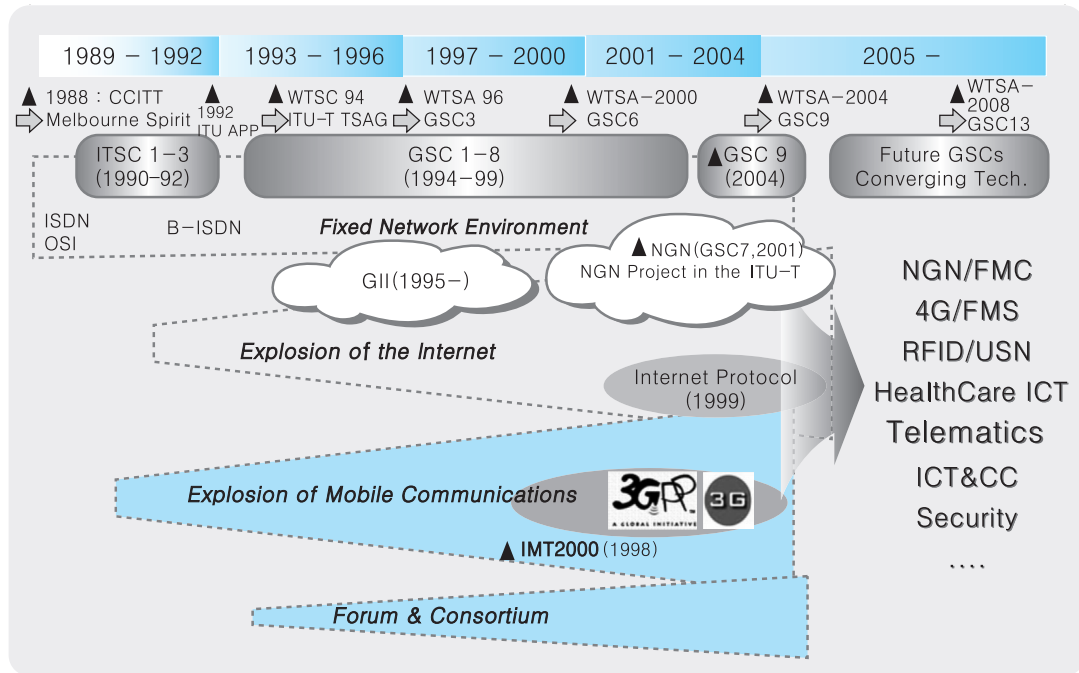 1989 – 1992
1993 – 1996
1997 – 2000
2001 – 2004
2005 –
▲ 1988 : CCITT
Melbourne Spirit
▲
1992
ITU APP
▲ WTSC 94
ITU-T TSAG
▲ WTSA 96
GSC3
▲ WTSA-2000
GSC6
▲ WTSA-2004
GSC9
▲ WTSA-
2008
GSC13
ITSC 1-3
(1990-92)
GSC 1-8
(1994-99)
▲ GSC 9
(2004)
Future GSCs
Converging Tech.
ISDN
OSI
B-ISDN
Fixed Network Environment
GII(1995-)
▲ NGN(GSC7,2001)
NGN Project in the ITU-T
Explosion of the Internet
Internet Protocol
(1999)
Explosion of Mobile Communications
3GPP™
A GLOBAL INITIATIVE
3G
▲ IMT2000 (1998)
Forum & Consortium
NGN/FMC
4G/FMS
RFID/USN
HealthCare ICT
Telematics
ICT&CC
Security
....